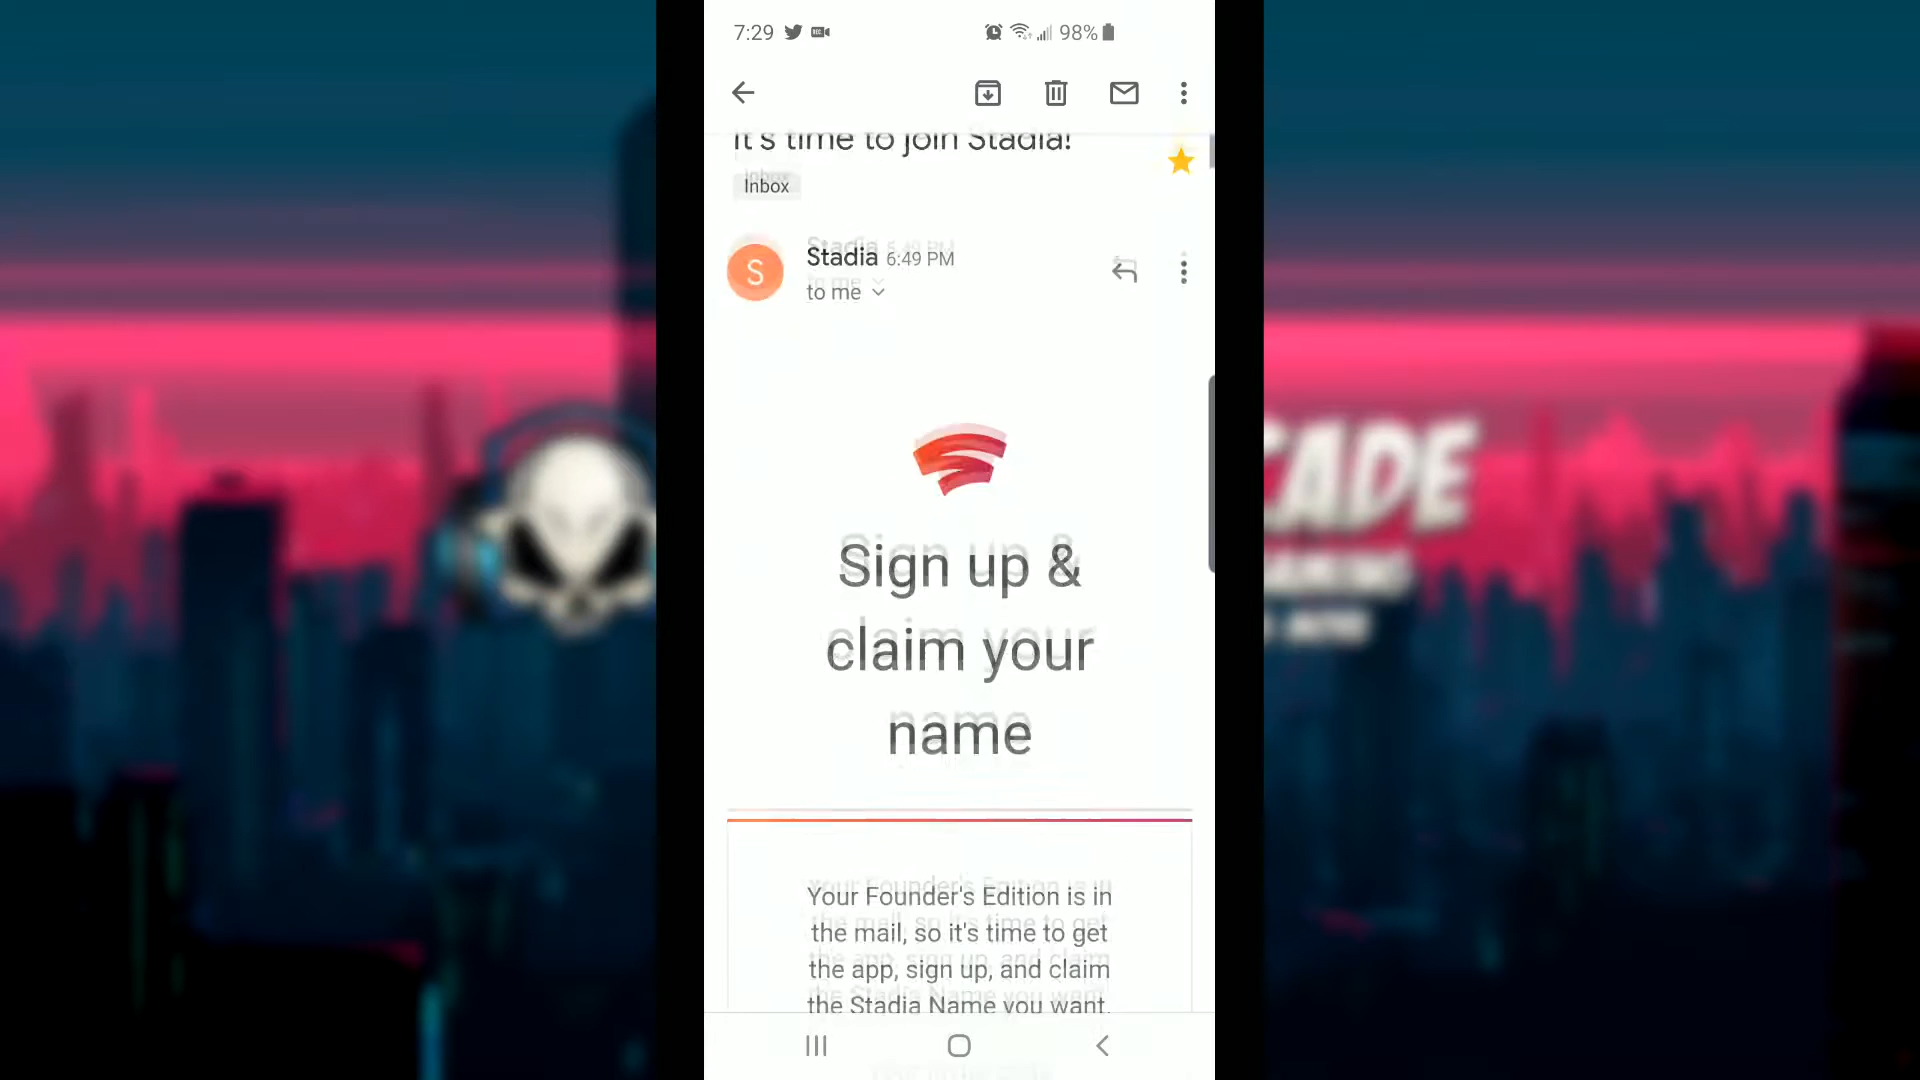 7:29 98%
It's time to join Stadia!
Inbox
S
Stadia 6:49 PM
to me
Sign up &
claim your
name
Your Founder's Edition is in
the mail, so it's time to get
the app, sign up, and claim
the Stadia Name you want.
CADE